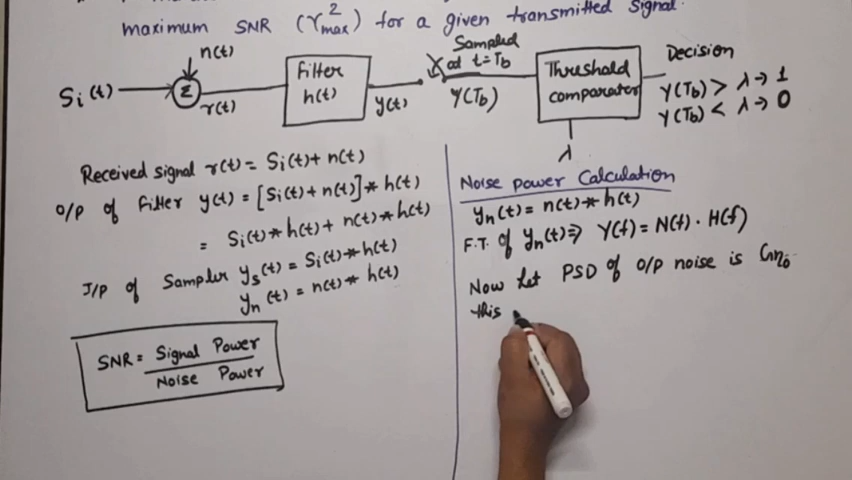 maximum SNR (γ²max) for a given transmitted signal.
n(t)
Si(t)
Σ
r(t)
Filter
h(t)
y(t)
Sampled
at t=Tb
y(Tb)
Threshold
comparator
λ
Decision
y(Tb) > λ → 1
y(Tb) < λ → 0
Received signal r(t) = Si(t) + n(t)
O/P of Filter y(t) = [Si(t) + n(t)] * h(t)
= Si(t) * h(t) + n(t) * h(t)
I/P of Sampler ys(t) = Si(t) * h(t)
yn(t) = n(t) * h(t)
SNR = Signal Power
Noise Power
Noise power Calculation
yn(t) = n(t) * h(t)
F.T. of yn(t) ⇒ Y(f) = N(f) . H(f)
Now Let PSD of O/P noise is Gn0
this